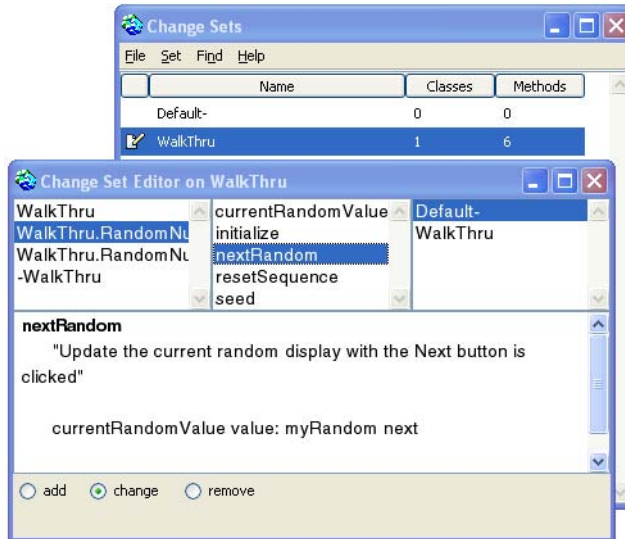 Change Sets
File Set Find Help
Name Classes Methods
Default- 0 0
WalkThru 1 6
Change Set Editor on WalkThru
WalkThru currentRandomValue Default-
WalkThru.RandomNu initialize WalkThru
WalkThru.RandomNu nextRandom
-WalkThru resetSequence
seed
nextRandom
"Update the current random display with the Next button is
clicked"
currentRandomValue value: myRandom next
add change remove